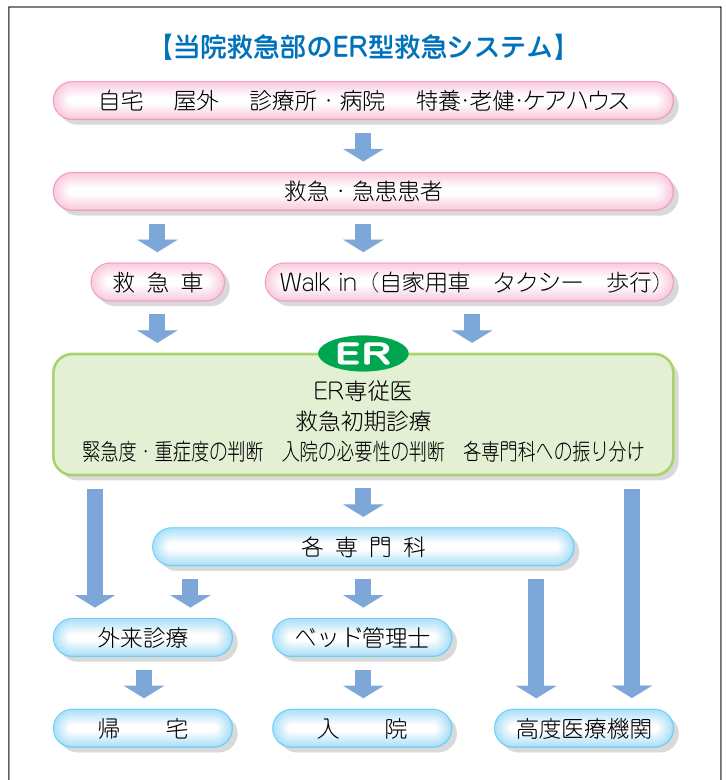 【当院救急部のER型救急システム】
自宅　屋外　診療所・病院　特養・老健・ケアハウス
救急・急患患者
救急車
Walk in（自家用車　タクシー　歩行）
ER
ER専従医
救急初期診療
緊急度・重症度の判断　入院の必要性の判断　各専門科への振り分け
各専門科
外来診療
ベッド管理士
帰宅
入院
高度医療機関